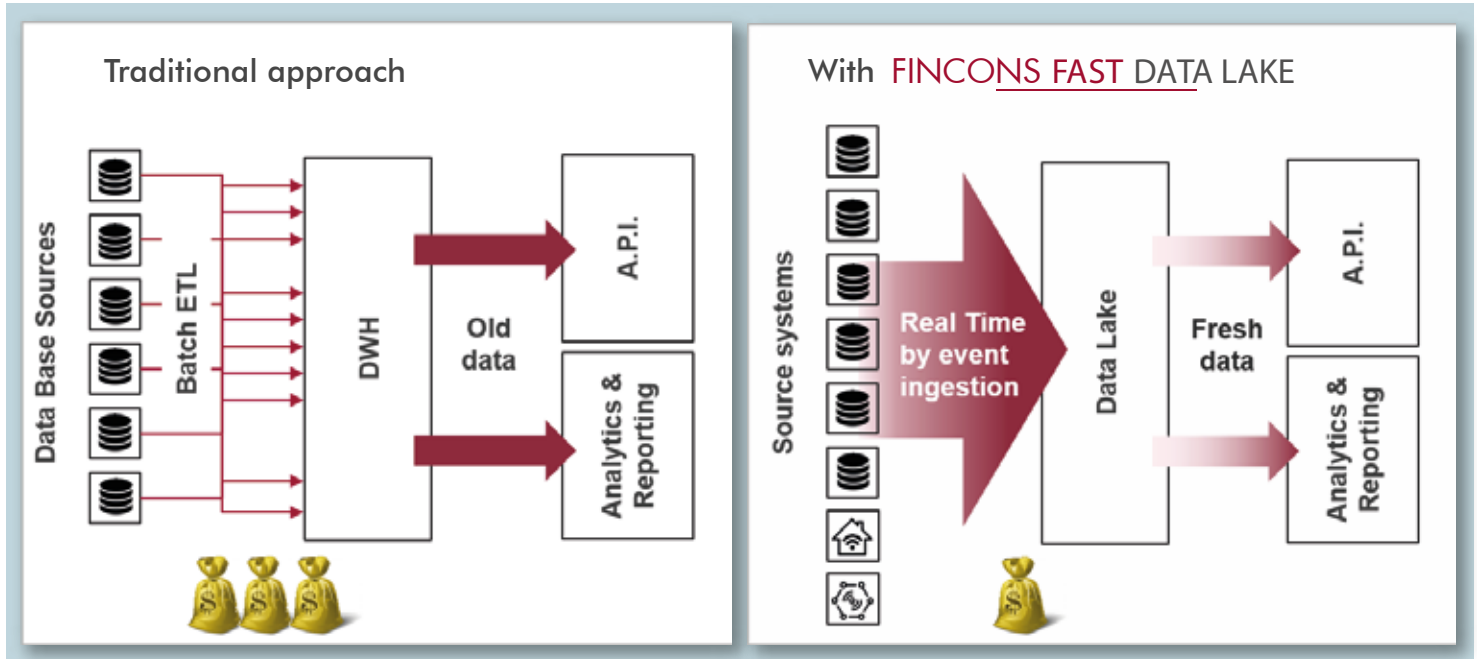 Traditional approach
Data Base Sources
Batch ETL
DWH
Old
data
A.P.I.
Analytics &
Reporting
$
$
$
With FINCONS FAST DATA LAKE
Source systems
Real Time
by event
ingestion
Data Lake
Fresh
data
A.P.I.
Analytics &
Reporting
$